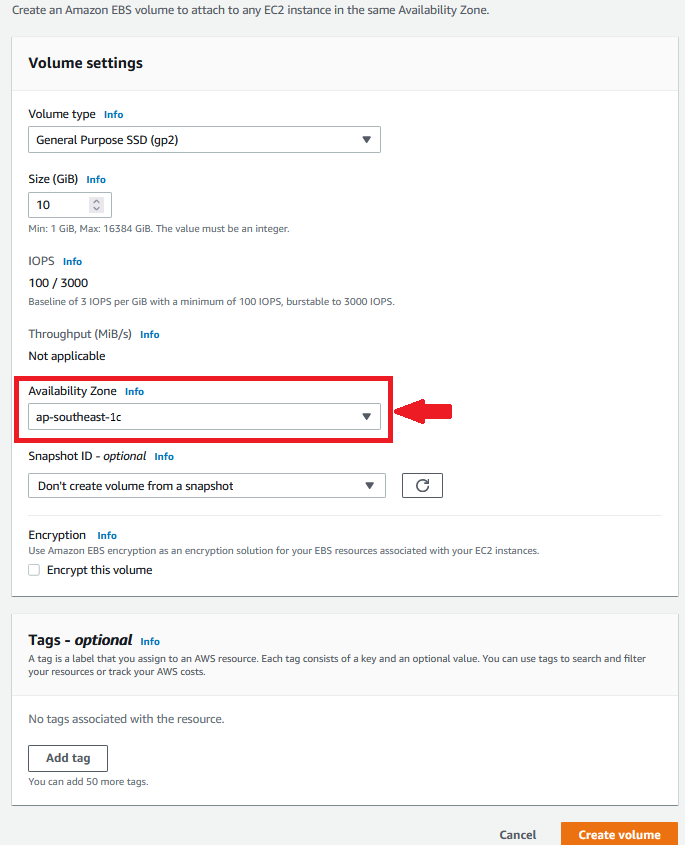 Create an Amazon EBS volume to attach to any EC2 instance in the same Availability Zone.
Volume settings
Volume type Info
General Purpose SSD (gp2)
Size (GiB) Info
10
Min: 1 GiB, Max: 16384 GiB. The value must be an integer.
IOPS Info
100 / 3000
Baseline of 3 IOPS per GiB with a minimum of 100 IOPS, burstable to 3000 IOPS.
Throughput (MiB/s) Info
Not applicable
Availability Zone Info
ap-southeast-1c
Snapshot ID - optional Info
Don't create volume from a snapshot
Encryption Info
Use Amazon EBS encryption as an encryption solution for your EBS resources associated with your EC2 instances.
Encrypt this volume
Tags - optional Info
A tag is a label that you assign to an AWS resource. Each tag consists of a key and an optional value. You can use tags to search and filter
your resources or track your AWS costs.
No tags associated with the resource.
Add tag
You can add 50 more tags.
Cancel Create volume